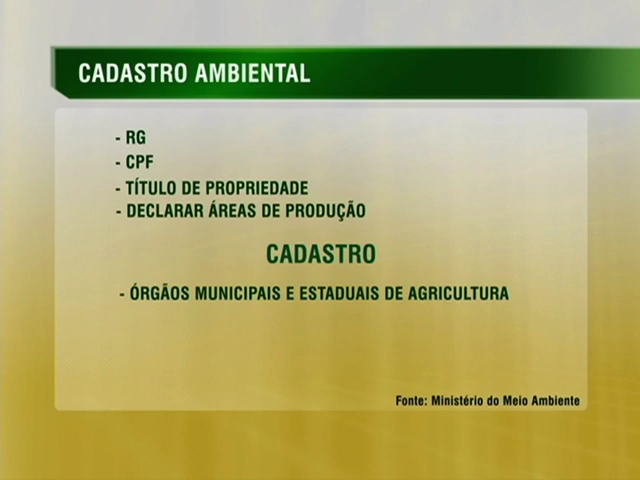 CADASTRO AMBIENTAL
- RG
- CPF
- TÍTULO DE PROPRIEDADE
- DECLARAR ÁREAS DE PRODUÇÃO
CADASTRO
- ÓRGÃOS MUNICIPAIS E ESTADUAIS DE AGRICULTURA
Fonte: Ministério do Meio Ambiente